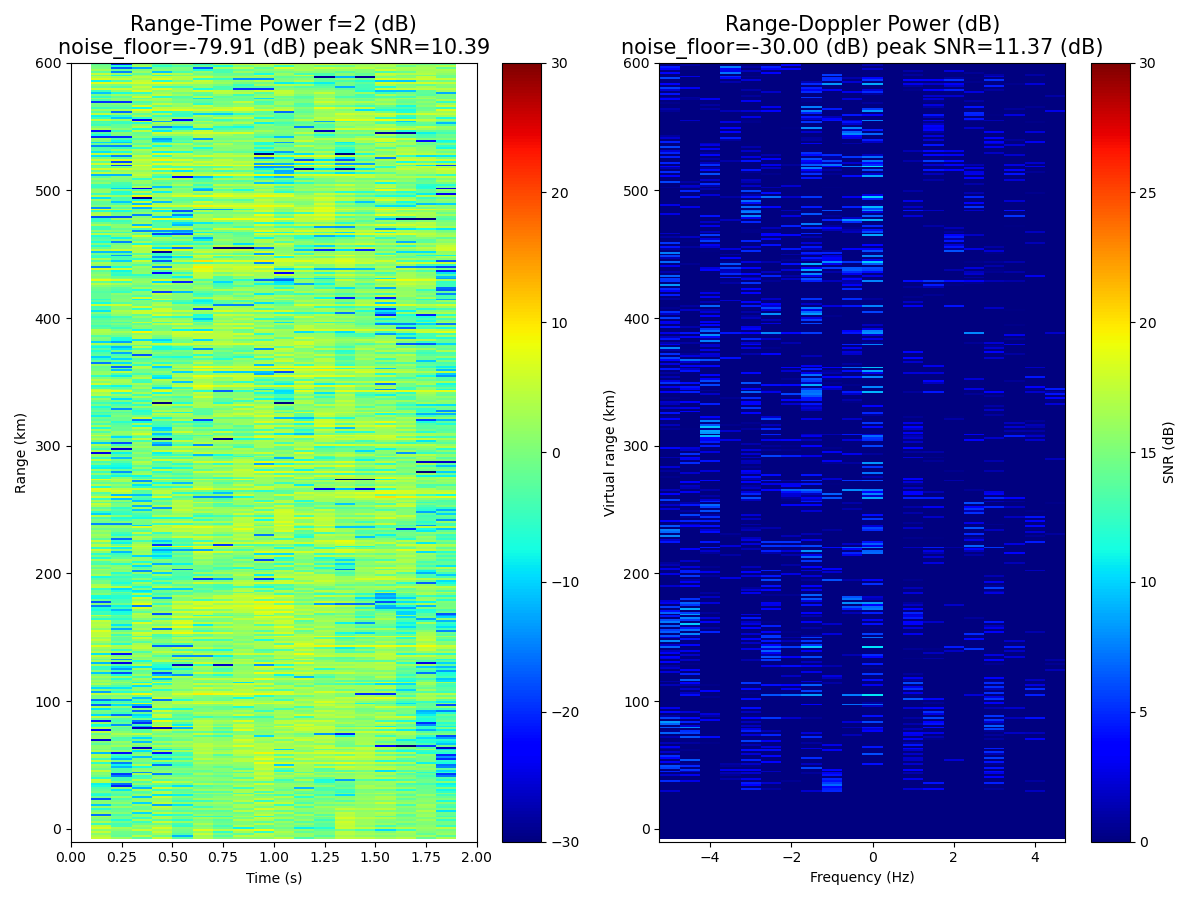 Range-Time Power f=2 (dB)
noise_floor=-79.91 (dB) peak SNR=10.39
Range-Doppler Power (dB)
noise_floor=-30.00 (dB) peak SNR=11.37 (dB)
600
500
400
300
200
100
0
Range (km)
0.00 0.25 0.50 0.75 1.00 1.25 1.50 1.75 2.00
Time (s)
30
20
10
0
−10
−20
−30
600
500
400
300
200
100
0
Virtual range (km)
−4 −2 0 2 4
Frequency (Hz)
30
25
20
15
10
5
0
SNR (dB)